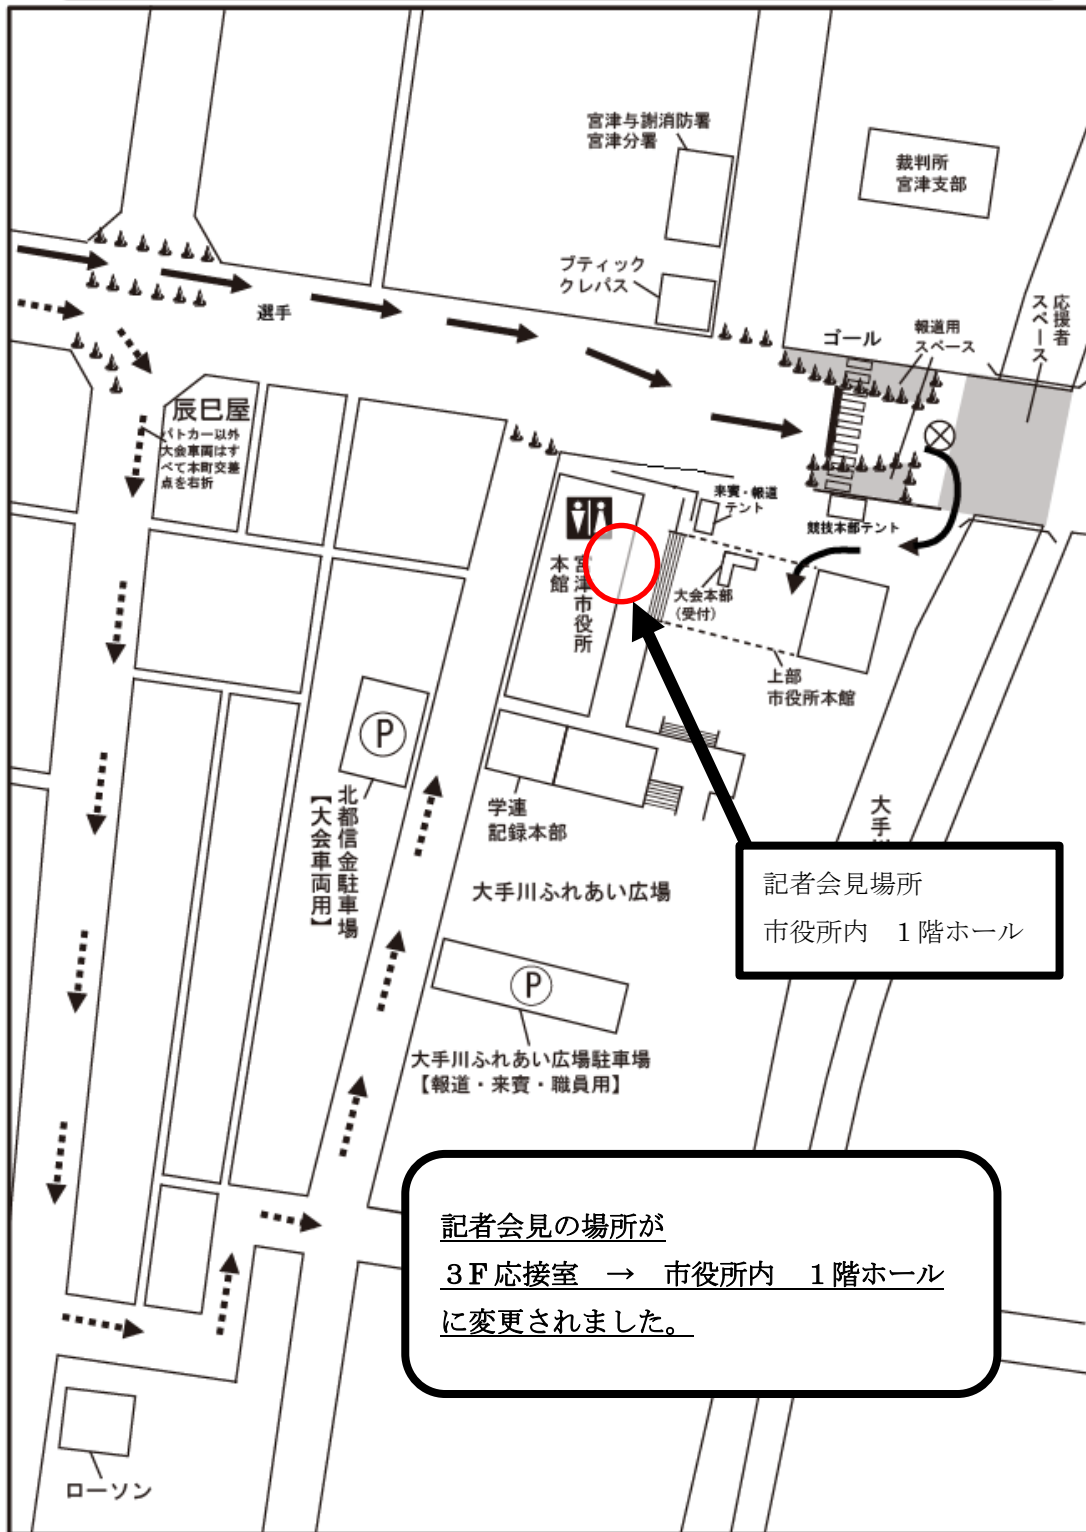 宮津与謝消防署
宮津分署
裁判所
宮津支部
ブティック
クレパス
選手
ゴール
報道用
スペース
応援者
スペース
辰巳屋
パトカー以外
大会車両はす
べて本町交差
点を右折
来賓・報道
テント
競技本部テント
宮津市役所
本館
大会本部
(受付)
上部
市役所本館
P
北都信金駐車場
【大会車両用】
学連
記録本部
大手川ふれあい広場
大手
記者会見場所
市役所内 1階ホール
P
大手川ふれあい広場駐車場
【報道・来賓・職員用】
記者会見の場所が
3F応接室 → 市役所内 1階ホール
に変更されました。
ローソン